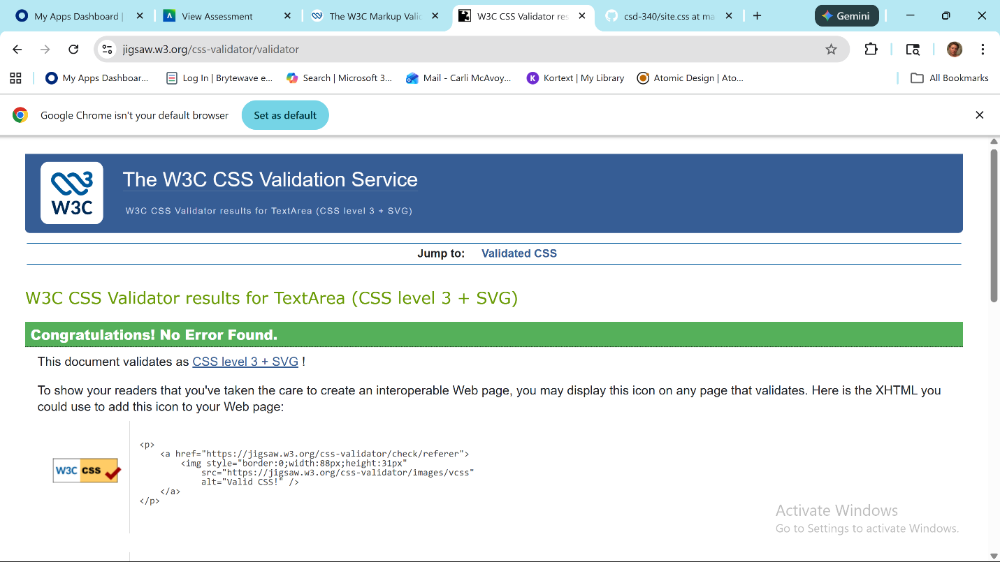 My Apps Dashboard |
View Assessment
The W3C Markup Valid
W3C CSS Validator res
csd-340/site.css at ma
Gemini
jigsaw.w3.org/css-validator/validator
My Apps Dashboar...
Log In | Brytewave e...
Search | Microsoft 3...
Mail - Carli McAvoy...
K
Kortext | My Library
Atomic Design | Ato...
All Bookmarks
Google Chrome isn't your default browser
Set as default
W3C
The W3C CSS Validation Service
W3C CSS Validator results for TextArea (CSS level 3 + SVG)
Jump to: Validated CSS
W3C CSS Validator results for TextArea (CSS level 3 + SVG)
Congratulations! No Error Found.
This document validates as CSS level 3 + SVG !
To show your readers that you've taken the care to create an interoperable Web page, you may display this icon on any page that validates. Here is the XHTML you
could use to add this icon to your Web page:
W3C CSS
<p>
    <a href="https://jigsaw.w3.org/css-validator/check/referer">
        <img style="border:0;width:88px;height:31px"
            src="https://jigsaw.w3.org/css-validator/images/vcss"
            alt="Valid CSS!" />
    </a>
</p>
Activate Windows
Go to Settings to activate Windows.